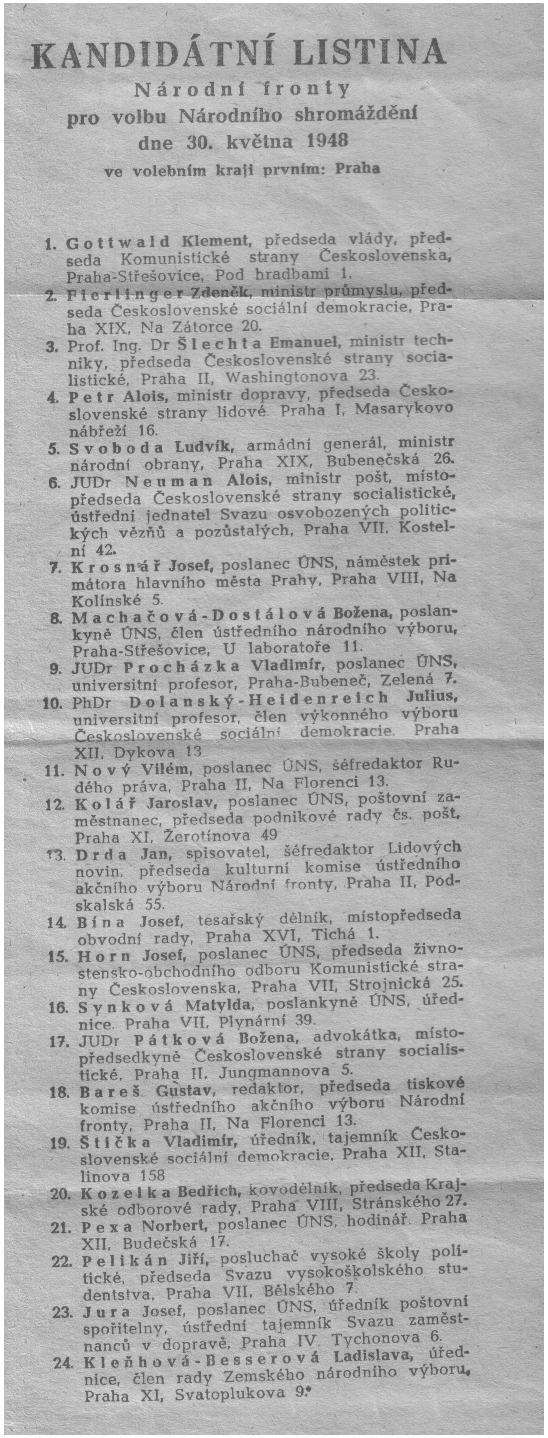 KANDIDÁTNÍ LISTINA
Národní fronty
pro volbu Národního shromáždění
dne 30. května 1948
ve volebním kraji prvním: Praha
1. Gottwald Klement, předseda vlády, před-
seda Komunistické strany Československa,
Praha-Střešovice, Pod hradbami 1.
2. Fierlinger Zdeněk, ministr průmyslu, před-
seda Československé sociální demokracie, Pra-
ha XIX, Na Zátorce 20.
3. Prof. Ing. Dr Šlechta Emanuel, ministr tech-
niky, předseda Československé strany socia-
listické, Praha II, Washingtonova 23.
4. Petr Alois, ministr dopravy, předseda Česko-
slovenské strany lidové. Praha I, Masarykovo
nábřeží 16.
5. Svoboda Ludvík, armádní generál, ministr
národní obrany, Praha XIX, Bubenečská 26.
6. JUDr Neuman Alois, ministr pošt, místo-
předseda Československé strany socialistické,
ústřední jednatel Svazu osvobozených politic-
kých vězňů a pozůstalých, Praha VII, Kostel-
ní 42.
7. Krosnář Josef, poslanec ÚNS, náměstek pri-
mátora hlavního města Prahy, Praha VIII, Na
Kolínské 5.
8. Machačová-Dostálová Božena, poslan-
kyně ÚNS, člen ústředního národního výboru,
Praha-Střešovice, U laboratoře 11.
9. JUDr Procházka Vladimír, poslanec ÚNS,
universitní profesor, Praha-Bubeneč, Zelená 7.
10. PhDr Dolanský-Heidenreich Julius,
universitní profesor, člen výkonného výboru
Československé sociální demokracie. Praha
XII, Dykova 13
11. Nový Vilém, poslanec ÚNS, šéfredaktor Ru-
dého práva, Praha II, Na Florenci 13.
12. Kolář Jaroslav, poslanec ÚNS, poštovní za-
městnanec, předseda podnikové rady čs. pošt,
Praha XI, Žerotínova 49
13. Drda Jan, spisovatel, šéfredaktor Lidových
novin, předseda kulturní komise ústředního
akčního výboru Národní fronty, Praha II, Pod-
skalská 55.
14. Bína Josef, tesařský dělník, místopředseda
obvodní rady, Praha XVI, Tichá 1.
15. Horn Josef, poslanec ÚNS, předseda živno-
stensko-obchodního odboru Komunistické stra-
ny Československa, Praha VII, Strojnická 25.
16. Synková Matylda, poslankyně ÚNS, úřed-
nice. Praha VII, Plynární 39.
17. JUDr Pátková Božena, advokátka, místo-
předsedkyně Československé strany socialis-
tické, Praha II, Jungmannova 5.
18. Bareš Gustav, redaktor, předseda tiskové
komise ústředního akčního výboru Národní
fronty, Praha II, Na Florenci 13.
19. Štička Vladimír, úředník, tajemník Česko-
slovenské sociální demokracie, Praha XII, Sta-
linova 158
20. Kozelka Bedřich, kovodělník, předseda Kraj-
ské odborové rady, Praha VIII, Stránského 27.
21. Pexa Norbert, poslanec ÚNS, hodinář. Praha
XII, Budečská 17.
22. Pelikán Jiří, posluchač vysoké školy poli-
tické, předseda Svazu vysokoškolského stu-
dentstva, Praha VII, Bělského 7
23. Jura Josef, poslanec ÚNS, úředník poštovní
spořitelny, ústřední tajemník Svazu zaměst-
nanců v dopravě, Praha IV, Tychonova 6.
24. Kleňhová-Besserová Ladislava, úřed-
nice, člen rady Zemského národního výboru,
Praha XI, Svatoplukova 9.